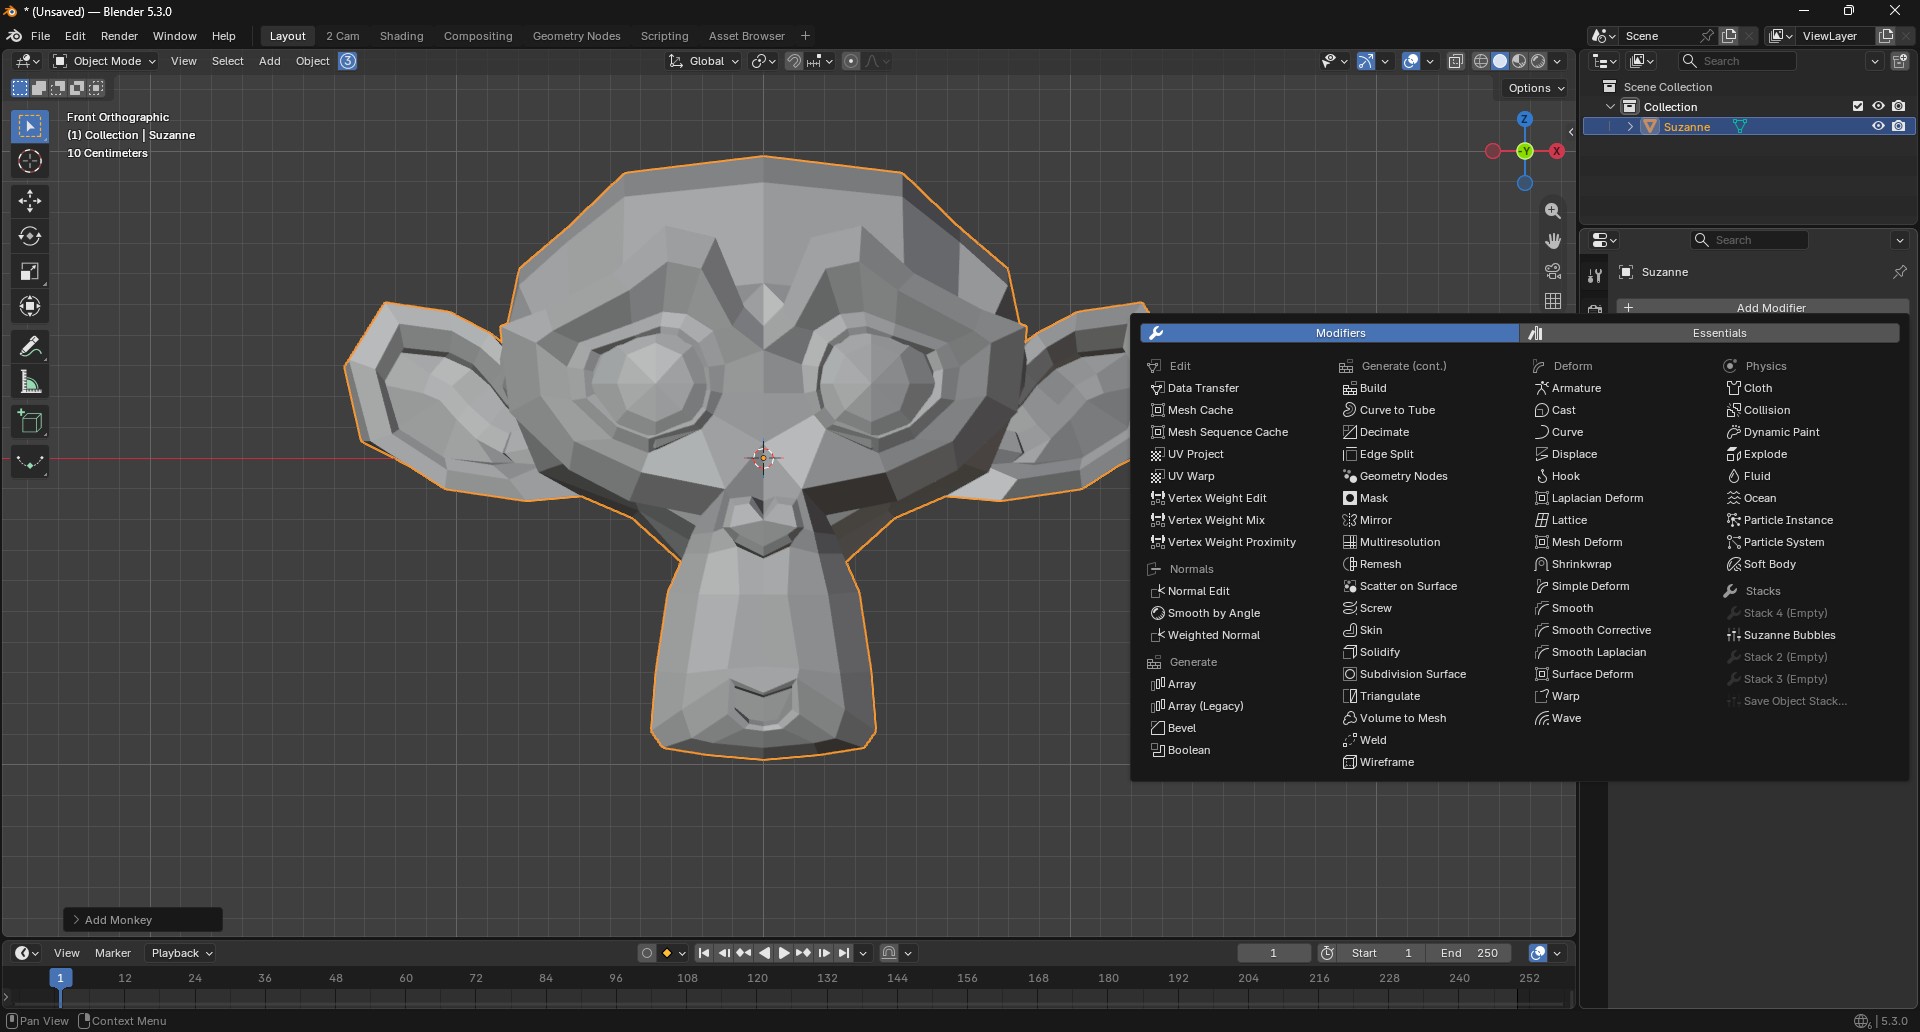 * (Unsaved) — Blender 5.3.0
File Edit Render Window Help
Layout 2 Cam Shading Compositing Geometry Nodes Scripting Asset Browser +
Scene
ViewLayer
Object Mode View Select Add Object 3
Global
Search
Options
Front Orthographic
(1) Collection | Suzanne
10 Centimeters
Z
-Y X
Scene Collection
Collection
Suzanne
Search
Suzanne
+ Add Modifier
Modifiers
Essentials
Edit
Data Transfer
Mesh Cache
Mesh Sequence Cache
UV Project
UV Warp
Vertex Weight Edit
Vertex Weight Mix
Vertex Weight Proximity
Normals
Normal Edit
Smooth by Angle
Weighted Normal
Generate
Array
Array (Legacy)
Bevel
Boolean
Generate (cont.)
Build
Curve to Tube
Decimate
Edge Split
Geometry Nodes
Mask
Mirror
Multiresolution
Remesh
Scatter on Surface
Screw
Skin
Solidify
Subdivision Surface
Triangulate
Volume to Mesh
Weld
Wireframe
Deform
Armature
Cast
Curve
Displace
Hook
Laplacian Deform
Lattice
Mesh Deform
Shrinkwrap
Simple Deform
Smooth
Smooth Corrective
Smooth Laplacian
Surface Deform
Warp
Wave
Physics
Cloth
Collision
Dynamic Paint
Explode
Fluid
Ocean
Particle Instance
Particle System
Soft Body
Stacks
Stack 4 (Empty)
Suzanne Bubbles
Stack 2 (Empty)
Stack 3 (Empty)
Save Object Stack...
Add Monkey
View Marker Playback
1
Start 1
End 250
1 12 24 36 48 60 72 84 96 108 120 132 144 156 168 180 192 204 216 228 240 252
Pan View Context Menu
5.3.0